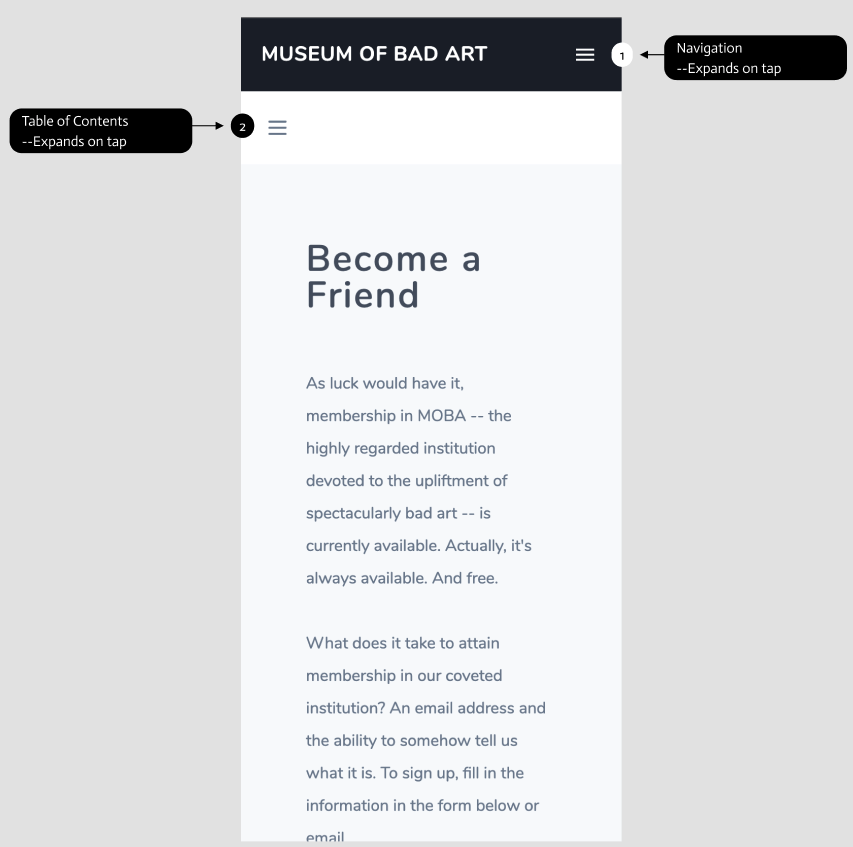 MUSEUM OF BAD ART
1
Navigation
--Expands on tap
Table of Contents
--Expands on tap
2
Become a
Friend
As luck would have it,
membership in MOBA -- the
highly regarded institution
devoted to the upliftment of
spectacularly bad art -- is
currently available. Actually, it's
always available. And free.
What does it take to attain
membership in our coveted
institution? An email address and
the ability to somehow tell us
what it is. To sign up, fill in the
information in the form below or
email